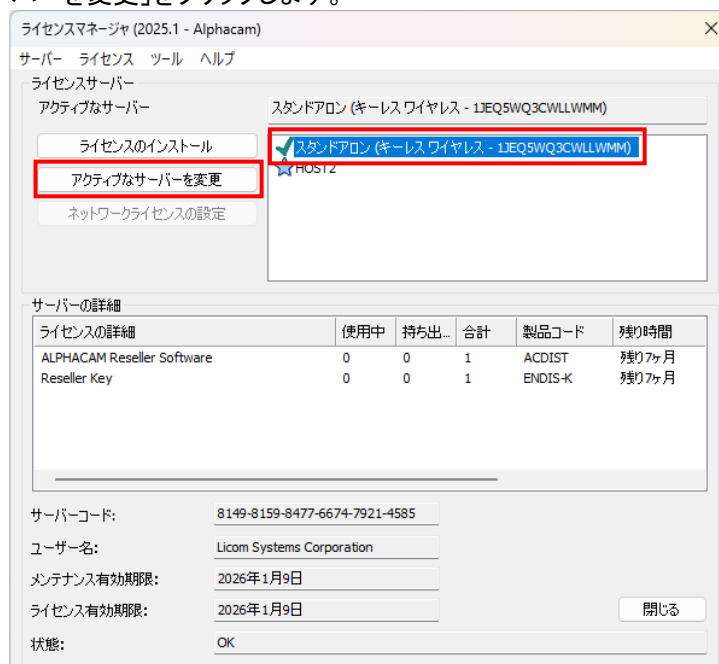 を変更」をクリックします。
ライセンスマネージャ (2025.1 - Alphacam)
サーバー ライセンス ツール ヘルプ
ライセンスサーバー
アクティブなサーバー スタンドアロン (キーレス ワイヤレス - 1JEQ5WQ3CWLLWMM)
ライセンスのインストール
スタンドアロン (キーレス ワイヤレス - 1JEQ5WQ3CWLLWMM)
HOST2
アクティブなサーバーを変更
ネットワークライセンスの設定
サーバーの詳細
ライセンスの詳細 使用中 持ち出... 合計 製品コード 残り時間
ALPHACAM Reseller Software 0 0 1 ACDIST 残り7ヶ月
Reseller Key 0 0 1 ENDIS-K 残り7ヶ月
サーバーコード: 8149-8159-8477-6674-7921-4585
ユーザー名: Licom Systems Corporation
メンテナンス有効期限: 2026年1月9日
ライセンス有効期限: 2026年1月9日 閉じる
状態: OK